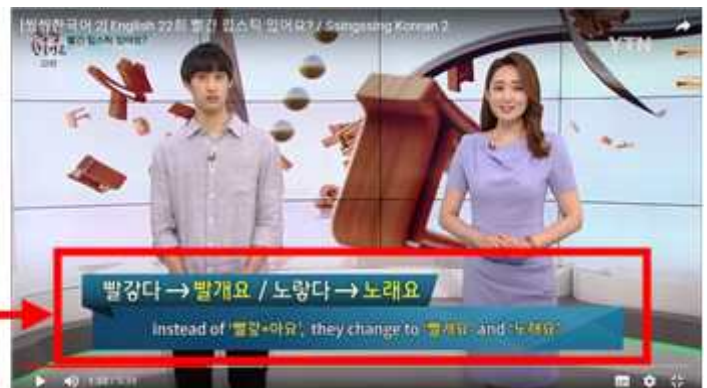 [씽씽한국어 2] English 22회 빨간 립스틱 있어요? / Ssingssing Korean 2
빨간 립스틱 있어요?
22회
YTN
빨갛다→빨개요 / 노랗다→노래요
Instead of '빨갛+아요', they change to '빨개요' and '노래요'